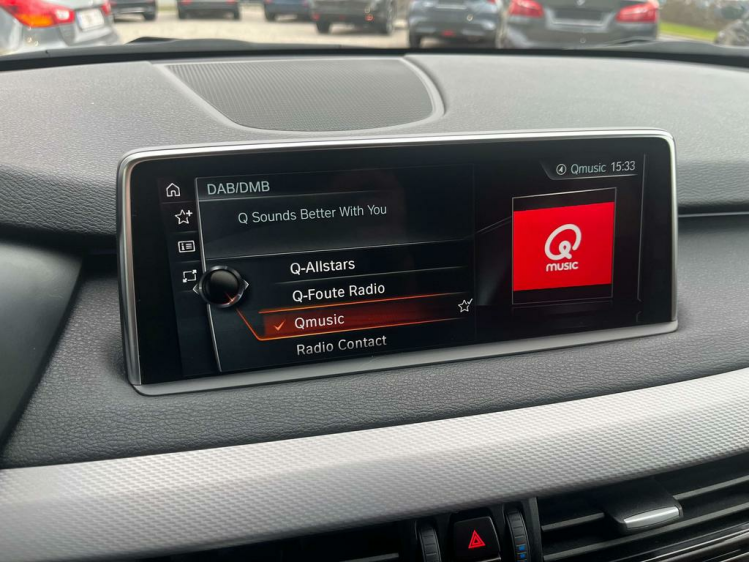 Qmusic 15:33
DAB/DMB
Q Sounds Better With You
Q-Allstars
Q-Foute Radio
Qmusic
Radio Contact
Q
MUSIC